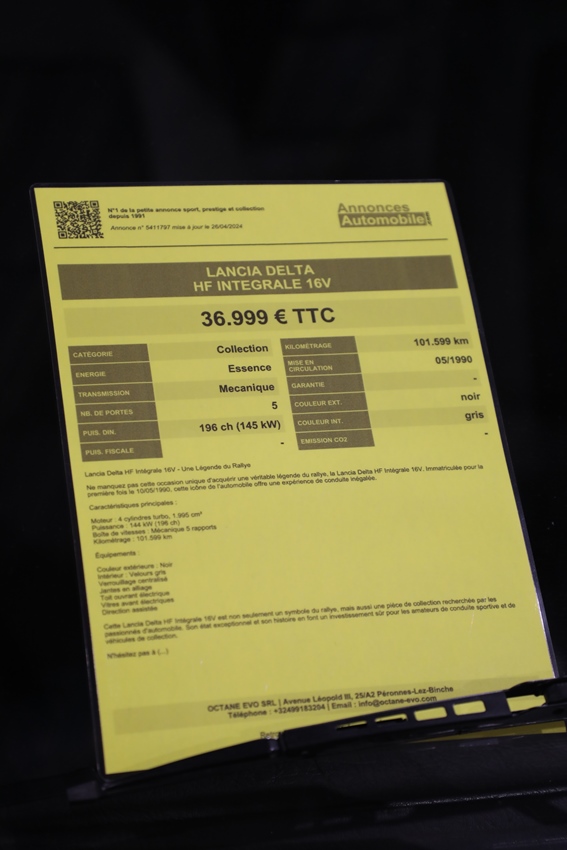 N°1 de la petite annonce sport, prestige et collection
depuis 1991
Annonce n° 5411797 mise à jour le 26/04/2024
Annonces
Automobile!
LANCIA DELTA
HF INTEGRALE 16V
36.999 € TTC
CATÉGORIE Collection
ENERGIE Essence
TRANSMISSION Mecanique
NB. DE PORTES 5
PUIS. DIN. 196 ch (145 kW)
PUIS. FISCALE -
KILOMÉTRAGE 101.599 km
MISE EN
CIRCULATION 05/1990
GARANTIE -
COULEUR EXT. noir
COULEUR INT. gris
EMISSION CO2 -
Lancia Delta HF Intégrale 16V - Une Légende du Rallye
Ne manquez pas cette occasion unique d'acquérir une véritable légende du rallye, la Lancia Delta HF Intégrale 16V. Immatriculée pour la
première fois le 10/05/1990, cette icône de l'automobile offre une expérience de conduite inégalée.
Caractéristiques principales :
Moteur : 4 cylindres turbo, 1.995 cm³
Puissance : 144 kW (196 ch)
Boîte de vitesses : Mécanique 5 rapports
Kilométrage : 101.599 km
Équipements :
Couleur extérieure : Noir
Intérieur : Velours gris
Verrouillage centralisé
Jantes en alliage
Toit ouvrant électrique
Vitres avant électriques
Direction assistée
Cette Lancia Delta HF Intégrale 16V est non seulement un symbole du rallye, mais aussi une pièce de collection recherchée par les
passionnés d'automobile. Son état exceptionnel et son histoire en font un investissement sûr pour les amateurs de conduite sportive et de
véhicules de collection.
N'hésitez pas à (...)
OCTANE EVO SRL | Avenue Léopold III, 25/A2 Péronnes-Lez-Binche
Téléphone : +32499183204 | Email : info@octane-evo.com